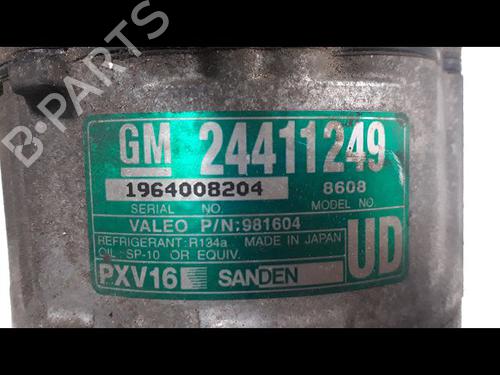 B-PARTS
GM 24411249
1964008204 8608
SERIAL NO. MODEL NO
VALEO P/N:981604
REFRIGERANT:R134a MADE IN JAPAN
OIL:SP-10 OR EQUIV.
PXV16 SANDEN UD